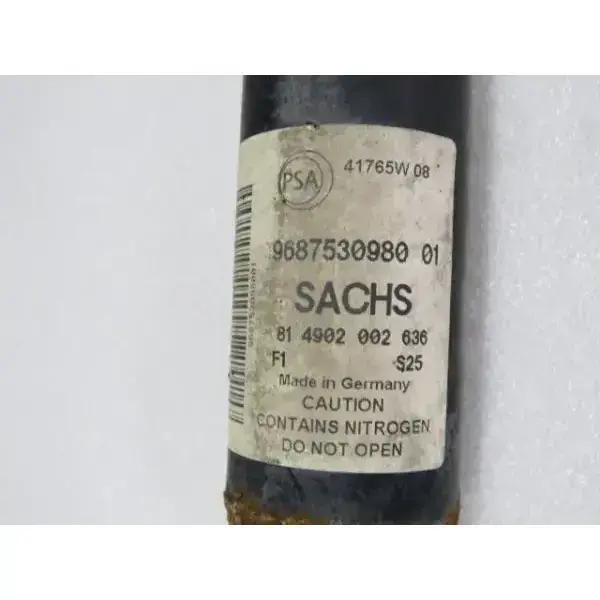 PSA 41765W 08
9687530980 01
SACHS
81 4902 002 636
F1 S25
Made in Germany
CAUTION
CONTAINS NITROGEN
DO NOT OPEN